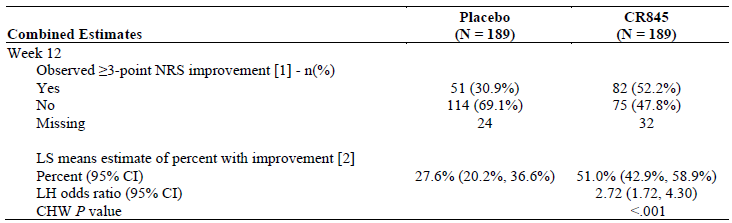 Placebo CR845
Combined Estimates (N = 189) (N = 189)
Week 12
Observed ≥3-point NRS improvement [1] - n(%)
Yes 51 (30.9%) 82 (52.2%)
No 114 (69.1%) 75 (47.8%)
Missing 24 32
LS means estimate of percent with improvement [2]
Percent (95% CI) 27.6% (20.2%, 36.6%) 51.0% (42.9%, 58.9%)
LH odds ratio (95% CI) 2.72 (1.72, 4.30)
CHW P value <.001